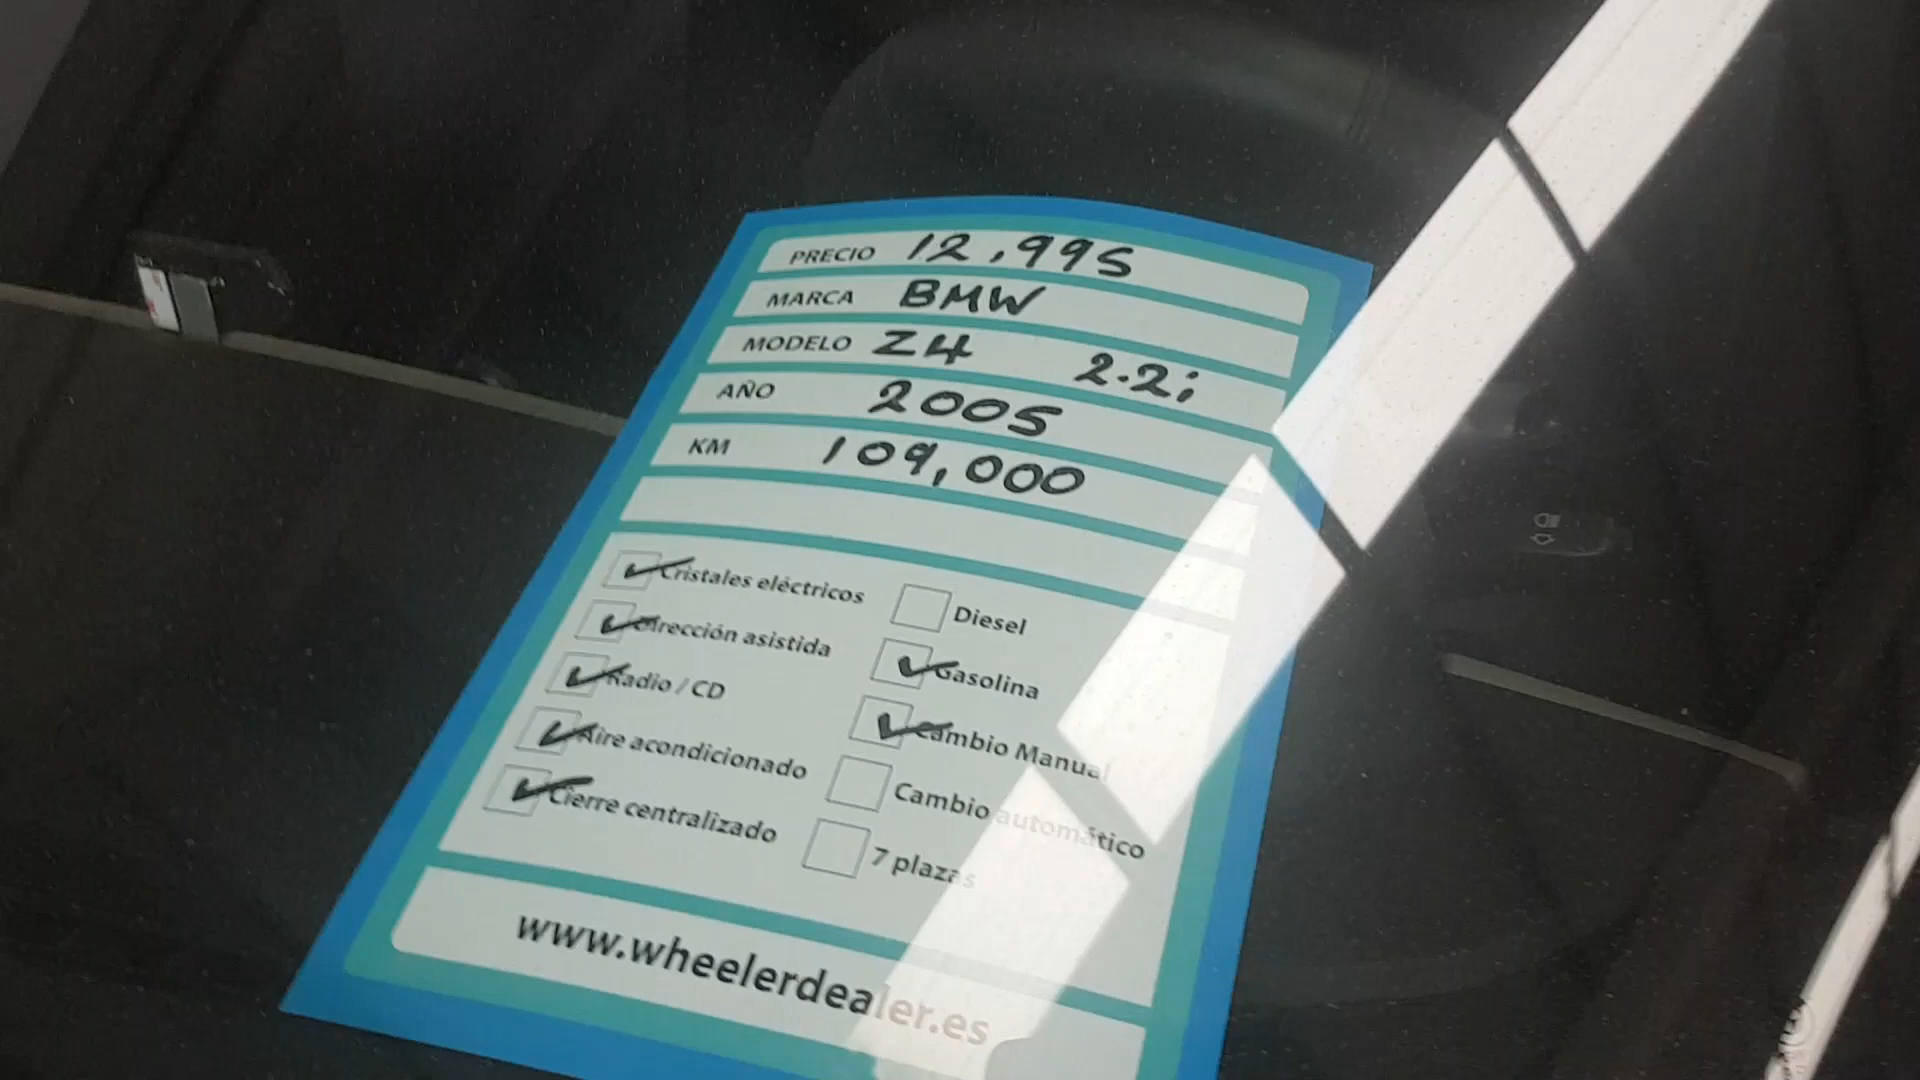 PRECIO 12,995
MARCA BMW
MODELO Z4 2.2i
AÑO 2005
KM 109,000
Cristales eléctricos
Dirección asistida
Radio / CD
Aire acondicionado
Cierre centralizado
Diesel
Gasolina
Cambio Manual
Cambio automático
7 plazas
www.wheelerdealer.es